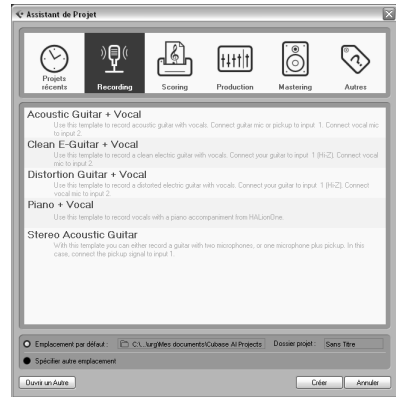 Assistant de Projet
Projets
récents
Recording
Scoring
Production
Mastering
Autres
Acoustic Guitar + Vocal
Use this template to record acoustic guitar with vocals. Connect guitar mic or pickup to input 1. Connect vocal mic
to input 2.
Clean E-Guitar + Vocal
Use this template to record a clean electric guitar with vocals. Connect your guitar to input 1 (Hi-Z). Connect vocal
mic to input 2.
Distortion Guitar + Vocal
Use this template to record a distorted electric guitar with vocals. Connect your guitar to input 1 (Hi-Z). Connect
vocal mic to input 2.
Piano + Vocal
Use this template to record vocals with a piano accompaniment from HALionOne.
Stereo Acoustic Guitar
With this template you can either record a guitar with two microphones, or one microphone plus pickup. In this
case, connect the pickup signal to input 1.
Emplacement par défaut : C:\...\urg\Mes documents\Cubase AI Projects Dossier projet : Sans Titre
Spécifier autre emplacement
Ouvrir un Autre Créer Annuler